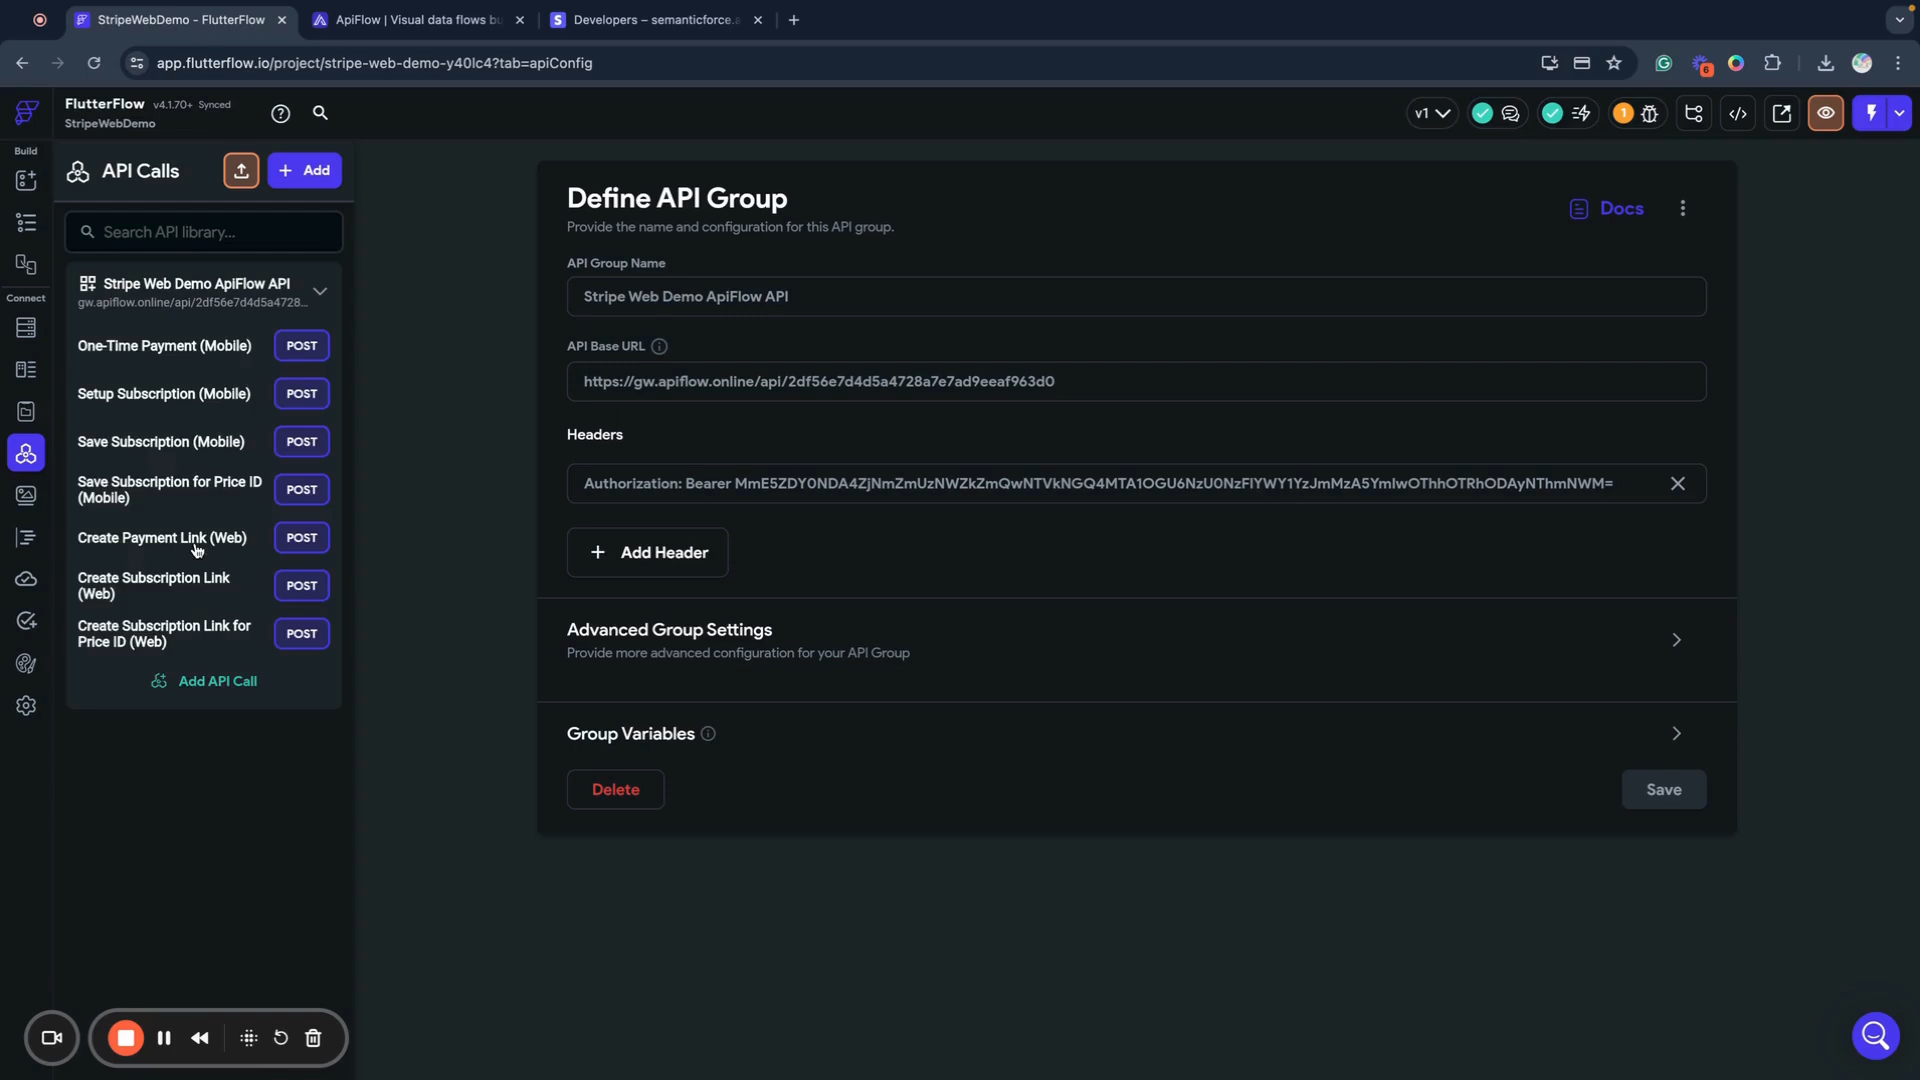 StripeWebDemo - FlutterFlow
ApiFlow | Visual data flows bu
Developers – semanticforce.a
app.flutterflow.io/project/stripe-web-demo-y40lc4?tab=apiConfig
6
FlutterFlow v4.1.70+ Synced
StripeWebDemo
v1
1
Build
Connect
API Calls
+ Add
Search API library...
Stripe Web Demo ApiFlow API
gw.apiflow.online/api/2df56e7d4d5a4728...
One-Time Payment (Mobile) POST
Setup Subscription (Mobile) POST
Save Subscription (Mobile) POST
Save Subscription for Price ID
(Mobile)
POST
Create Payment Link (Web) POST
Create Subscription Link
(Web)
POST
Create Subscription Link for
Price ID (Web)
POST
Add API Call
Define API Group
Provide the name and configuration for this API group.
Docs
API Group Name
Stripe Web Demo ApiFlow API
API Base URL
https://gw.apiflow.online/api/2df56e7d4d5a4728a7e7ad9eeaf963d0
Headers
Authorization: Bearer
+ Add Header
Advanced Group Settings
Provide more advanced configuration for your API Group
Group Variables
Delete
Save